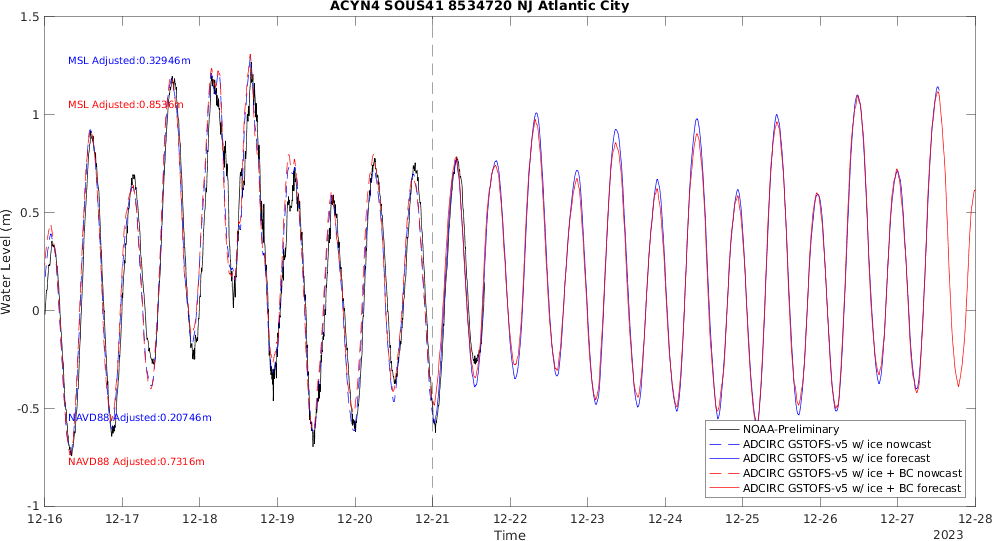 ACYN4 SOUS41 8534720 NJ Atlantic City
1.5
1
0.5
0
-0.5
-1
Water Level (m)
MSL Adjusted:0.32946m
MSL Adjusted:0.8536m
NAVD88 Adjusted:0.20746m
NAVD88 Adjusted:0.7316m
NOAA-Preliminary
ADCIRC GSTOFS-v5 w/ ice nowcast
ADCIRC GSTOFS-v5 w/ ice forecast
ADCIRC GSTOFS-v5 w/ ice + BC nowcast
ADCIRC GSTOFS-v5 w/ ice + BC forecast
12-16 12-17 12-18 12-19 12-20 12-21 12-22 12-23 12-24 12-25 12-26 12-27 12-28
Time
2023